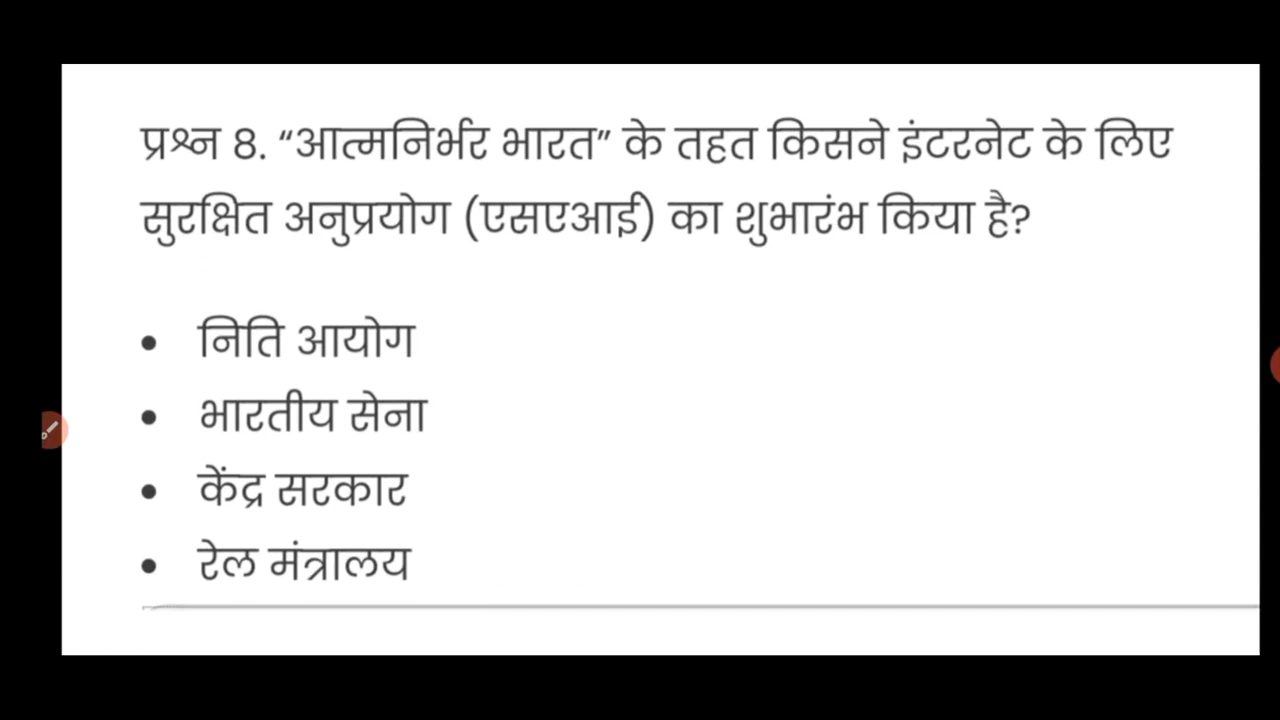 प्रश्न 8. “आत्मनिर्भर भारत” के तहत किसने इंटरनेट के लिए
सुरक्षित अनुप्रयोग (एसएआई) का शुभारंभ किया है?
• निति आयोग
• भारतीय सेना
• केंद्र सरकार
• रेल मंत्रालय